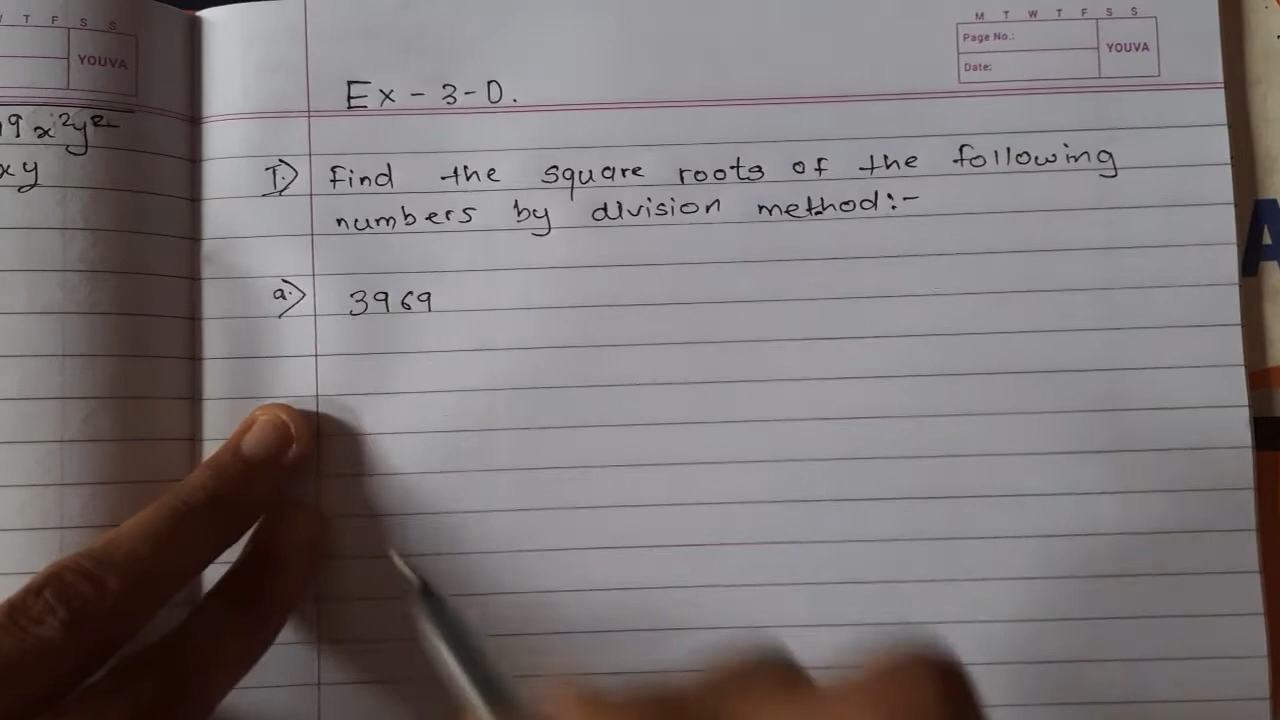 T F S S
YOUVA
9x²y²
xy
M T W T F S S
Page No.:
YOUVA
Date:
Ex - 3 - D.
I.) Find the square roots of the following
numbers by division method:-
a.) 3969
A